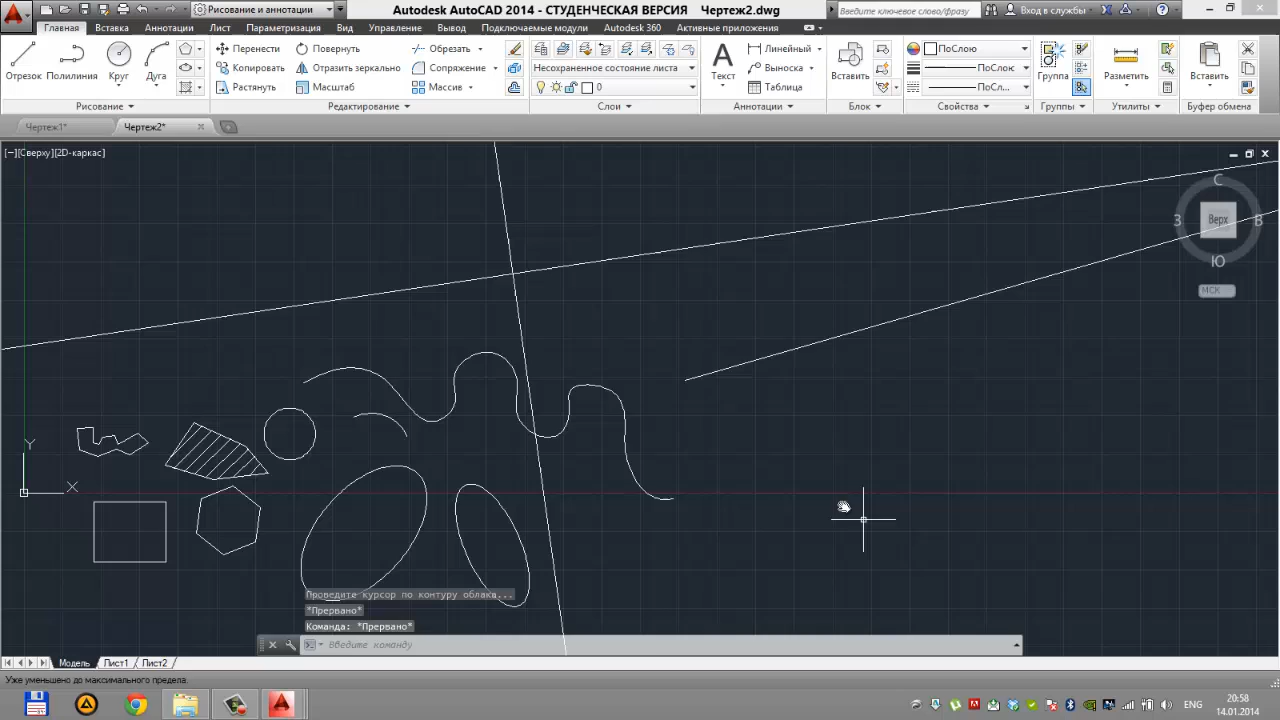 Рисование и аннотации
Autodesk AutoCAD 2014 - СТУДЕНЧЕСКАЯ ВЕРСИЯ Чертеж2.dwg
Введите ключевое слово/фразу
Вход в службы
Главная Вставка Аннотации Лист Параметризация Вид Управление Вывод Подключаемые модули Autodesk 360 Активные приложения
Отрезок Полилиния Круг Дуга
Перенести Повернуть Обрезать
Копировать Отразить зеркально Сопряжение
Растянуть Масштаб Массив
Несохраненное состояние листа
0
Текст
Линейный
Выноска
Таблица
Вставить
ПоСлою
ПоСлою
ПоСл...
Группа
Разметить
Вставить
Рисование Редактирование Слои Аннотации Блок Свойства Группы Утилиты Буфер обмена
Чертеж1* Чертеж2*
[−][Сверху][2D-каркас]
С
З Верх В
Ю
МСК
Y
X
Проведите курсор по контуру облака...
*Прервано*
Команда: *Прервано*
Введите команду
Модель Лист1 Лист2
Уже уменьшено до максимального предела.
ENG
20:58
14.01.2014